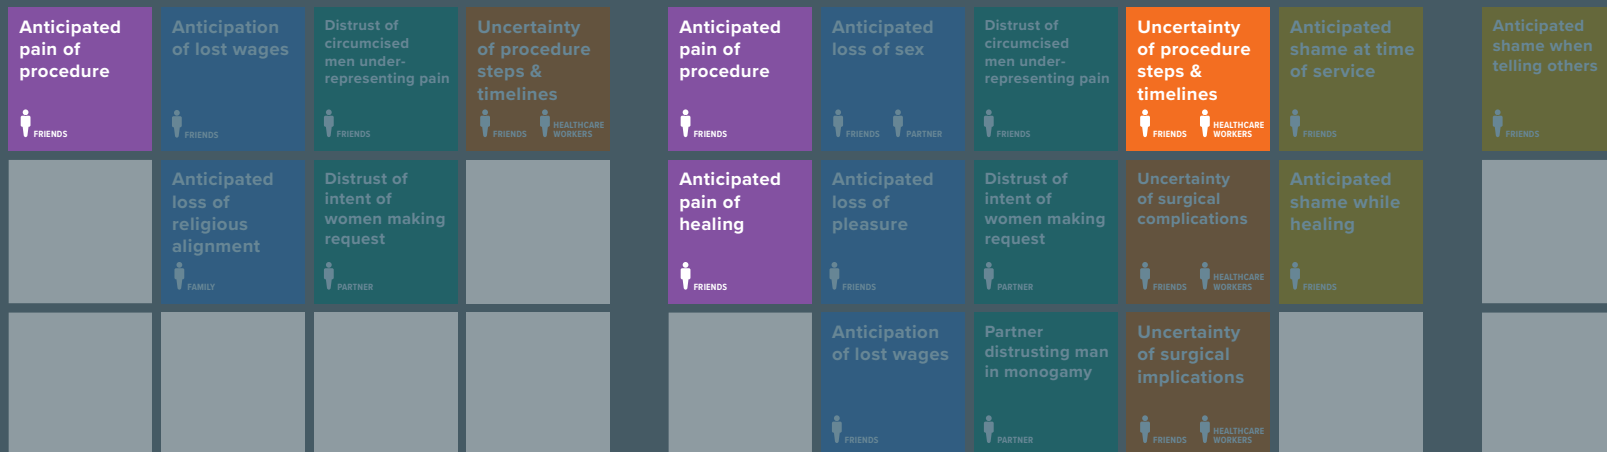 Anticipated
pain of
procedure
FRIENDS
Anticipation
of lost wages
FRIENDS
Distrust of
circumcised
men under-
representing pain
FRIENDS
Uncertainty
of procedure
steps &
timelines
FRIENDS
HEALTHCARE
WORKERS
Anticipated
pain of
procedure
FRIENDS
Anticipated
loss of sex
FRIENDS
PARTNER
Distrust of
circumcised
men under-
representing pain
FRIENDS
Uncertainty
of procedure
steps &
timelines
FRIENDS
HEALTHCARE
WORKERS
Anticipated
shame at time
of service
FRIENDS
Anticipated
shame when
telling others
FRIENDS
Anticipated
loss of
religious
alignment
FAMILY
Distrust of
intent of
women making
request
PARTNER
Anticipated
pain of
healing
FRIENDS
Anticipated
loss of
pleasure
FRIENDS
Distrust of
intent of
women making
request
PARTNER
Uncertainty
of surgical
complications
FRIENDS
HEALTHCARE
WORKERS
Anticipated
shame while
healing
FRIENDS
Anticipation
of lost wages
FRIENDS
Partner
distrusting man
in monogamy
PARTNER
Uncertainty
of surgical
implications
FRIENDS
HEALTHCARE
WORKERS